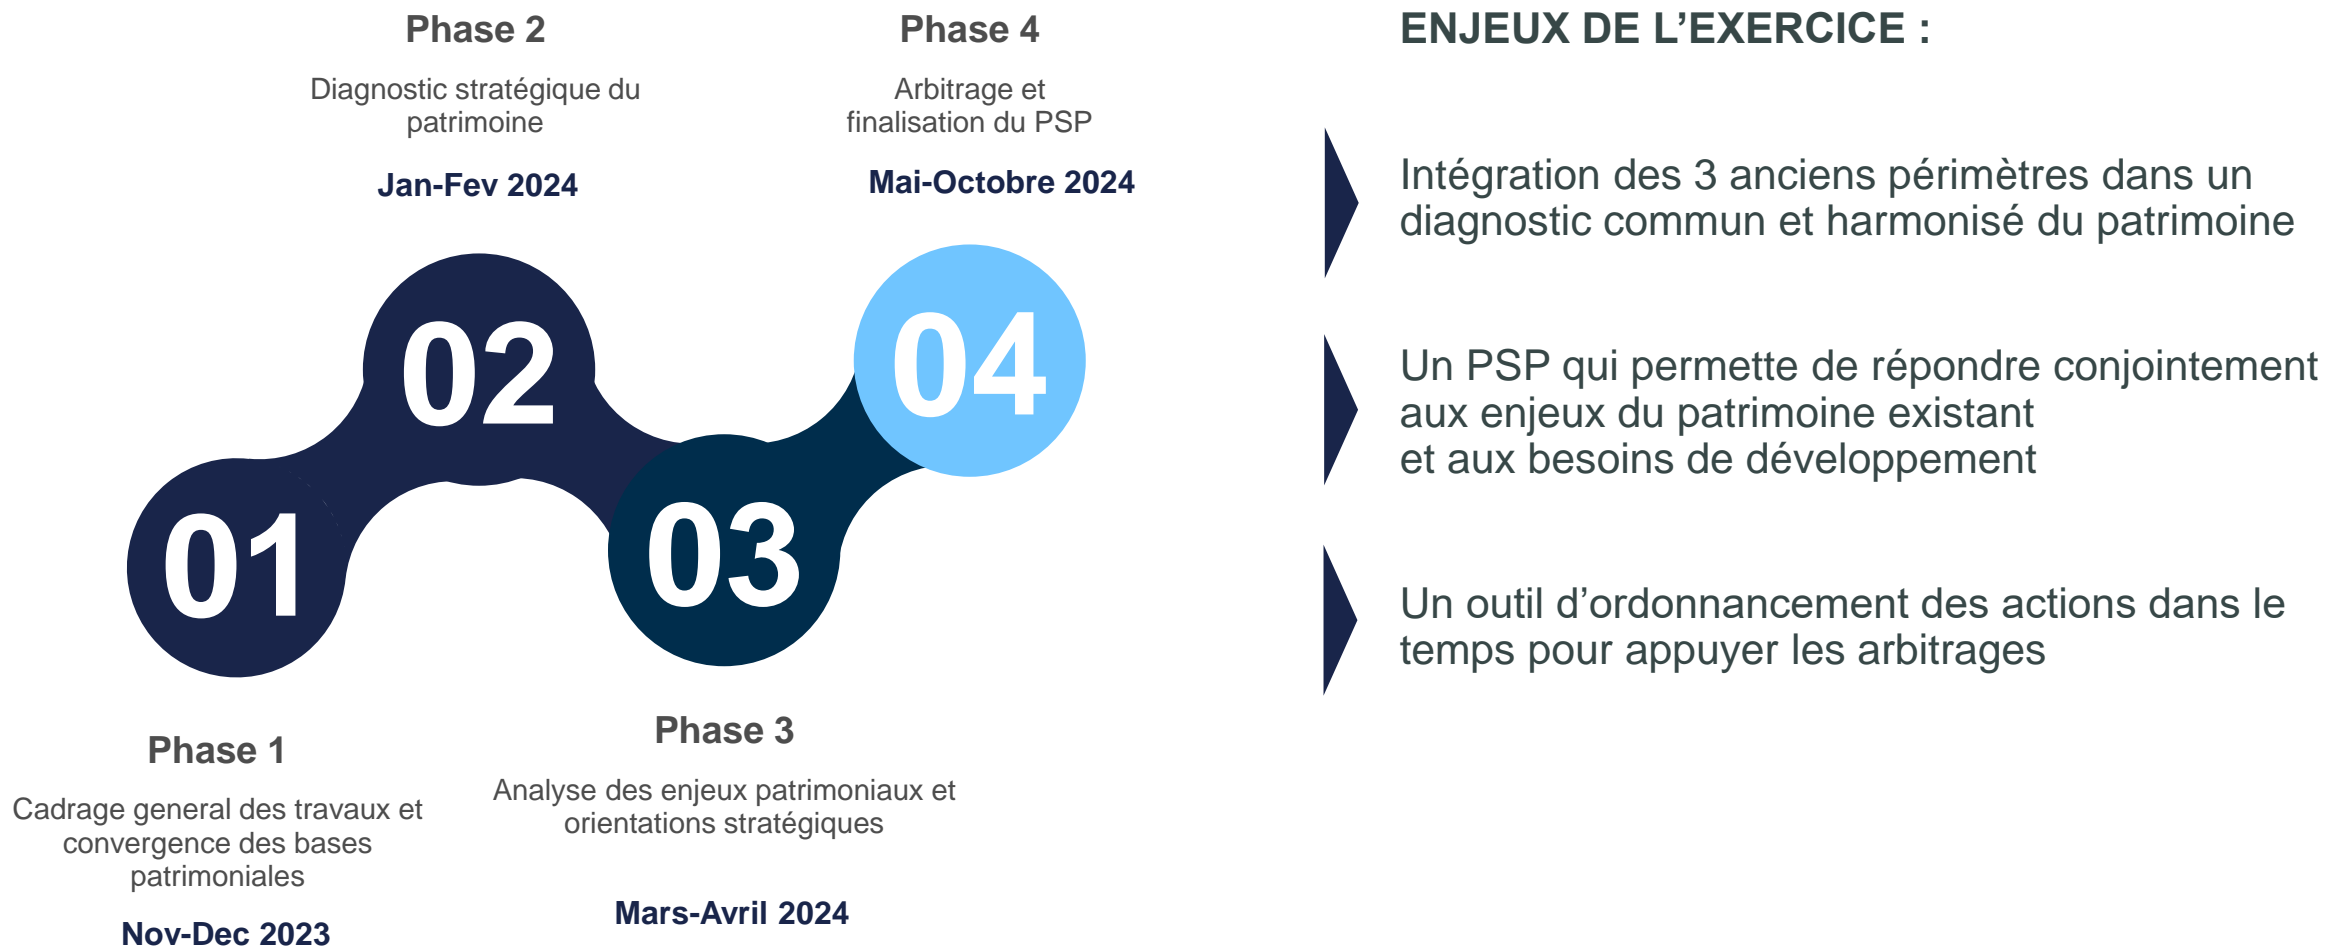 Phase 2
Diagnostic stratégique du
patrimoine
Jan-Fev 2024
Phase 4
Arbitrage et
finalisation du PSP
Mai-Octobre 2024
01
02
03
04
Phase 1
Cadrage general des travaux et
convergence des bases
patrimoniales
Nov-Dec 2023
Phase 3
Analyse des enjeux patrimoniaux et
orientations stratégiques
Mars-Avril 2024
ENJEUX DE L’EXERCICE :
Intégration des 3 anciens périmètres dans un
diagnostic commun et harmonisé du patrimoine
Un PSP qui permette de répondre conjointement
aux enjeux du patrimoine existant
et aux besoins de développement
Un outil d’ordonnancement des actions dans le
temps pour appuyer les arbitrages